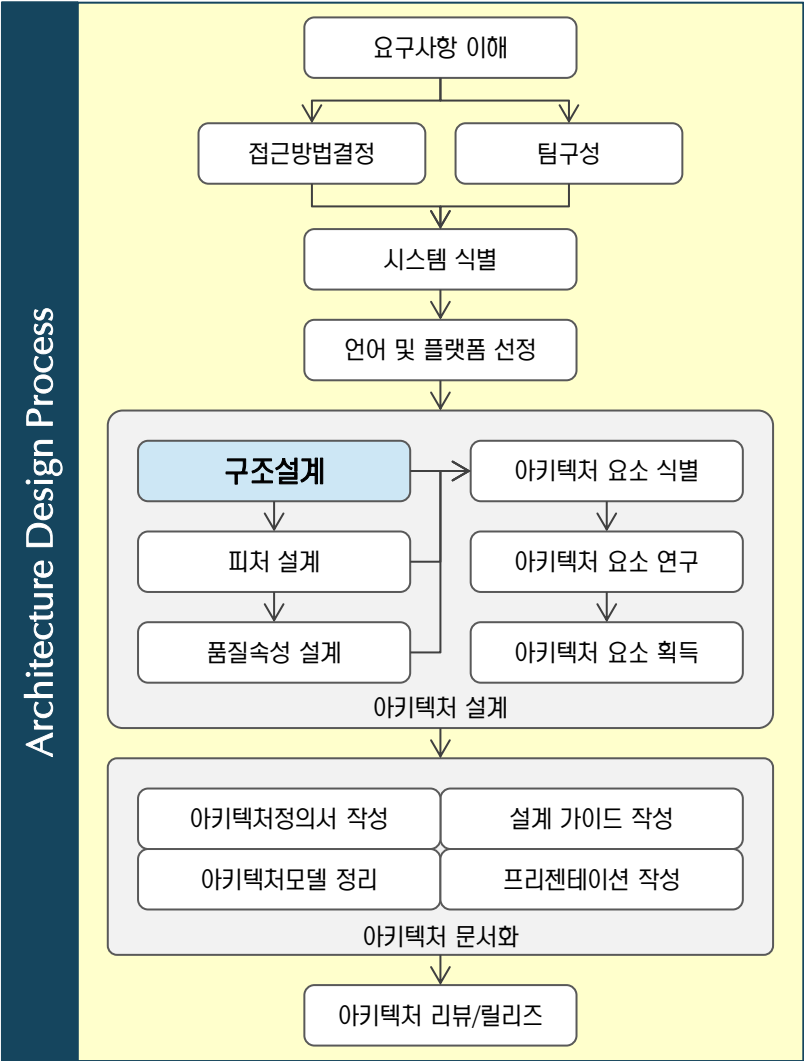 Architecture Design Process
요구사항 이해
접근방법결정
팀구성
시스템 식별
언어 및 플랫폼 선정
구조설계
아키텍처 요소 식별
피처 설계
아키텍처 요소 연구
품질속성 설계
아키텍처 요소 획득
아키텍처 설계
아키텍처정의서 작성
설계 가이드 작성
아키텍처모델 정리
프리젠테이션 작성
아키텍처 문서화
아키텍처 리뷰/릴리즈